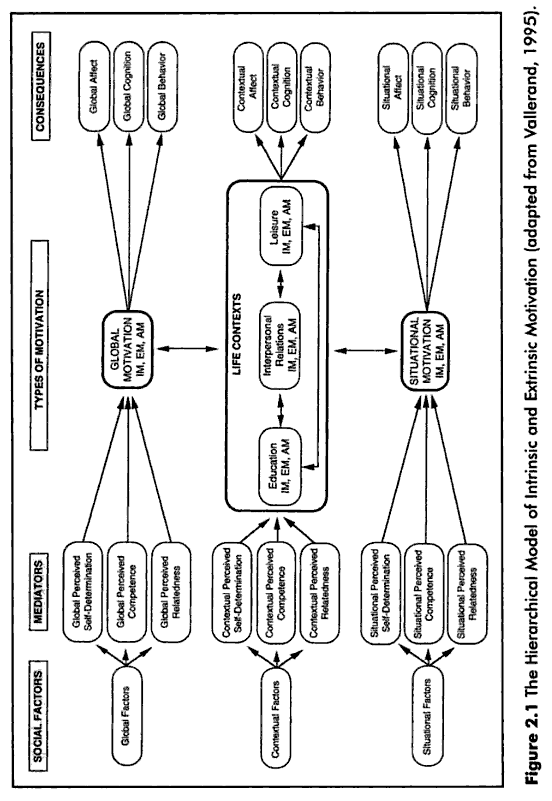 SOCIAL FACTORS
MEDIATORS
TYPES OF MOTIVATION
CONSEQUENCES
Global Factors
Global Perceived
Self-Determination
Global Perceived
Competence
Global Perceived
Relatedness
GLOBAL
MOTIVATION
IM, EM, AM
Global Affect
Global Cognition
Global Behavior
Contextual Factors
Contextual Perceived
Self-Determination
Contextual Perceived
Competence
Contextual Perceived
Relatedness
LIFE CONTEXTS
Education
IM, EM, AM
Interpersonal
Relations
IM, EM, AM
Leisure
IM, EM, AM
Contextual
Affect
Contextual
Cognition
Contextual
Behavior
Situational Factors
Situational Perceived
Self-Determination
Situational Perceived
Competence
Situational Perceived
Relatedness
SITUATIONAL
MOTIVATION
IM, EM, AM
Situational
Affect
Situational
Cognition
Situational
Behavior
Figure 2.1 The Hierarchical Model of Intrinsic and Extrinsic Motivation (adapted from Vallerand, 1995).